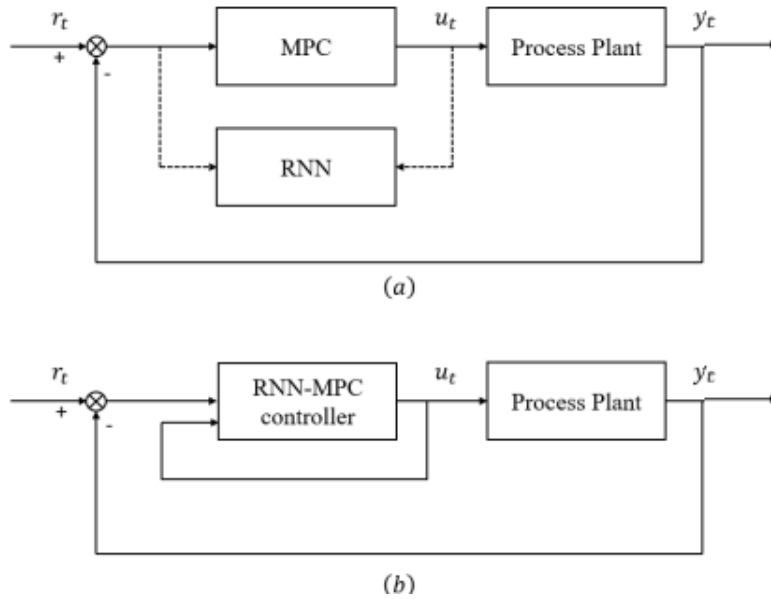 r_t
u_t
y_t
+
-
MPC
Process Plant
RNN
(a)
r_t
u_t
y_t
+
-
RNN-MPC
controller
Process Plant
(b)